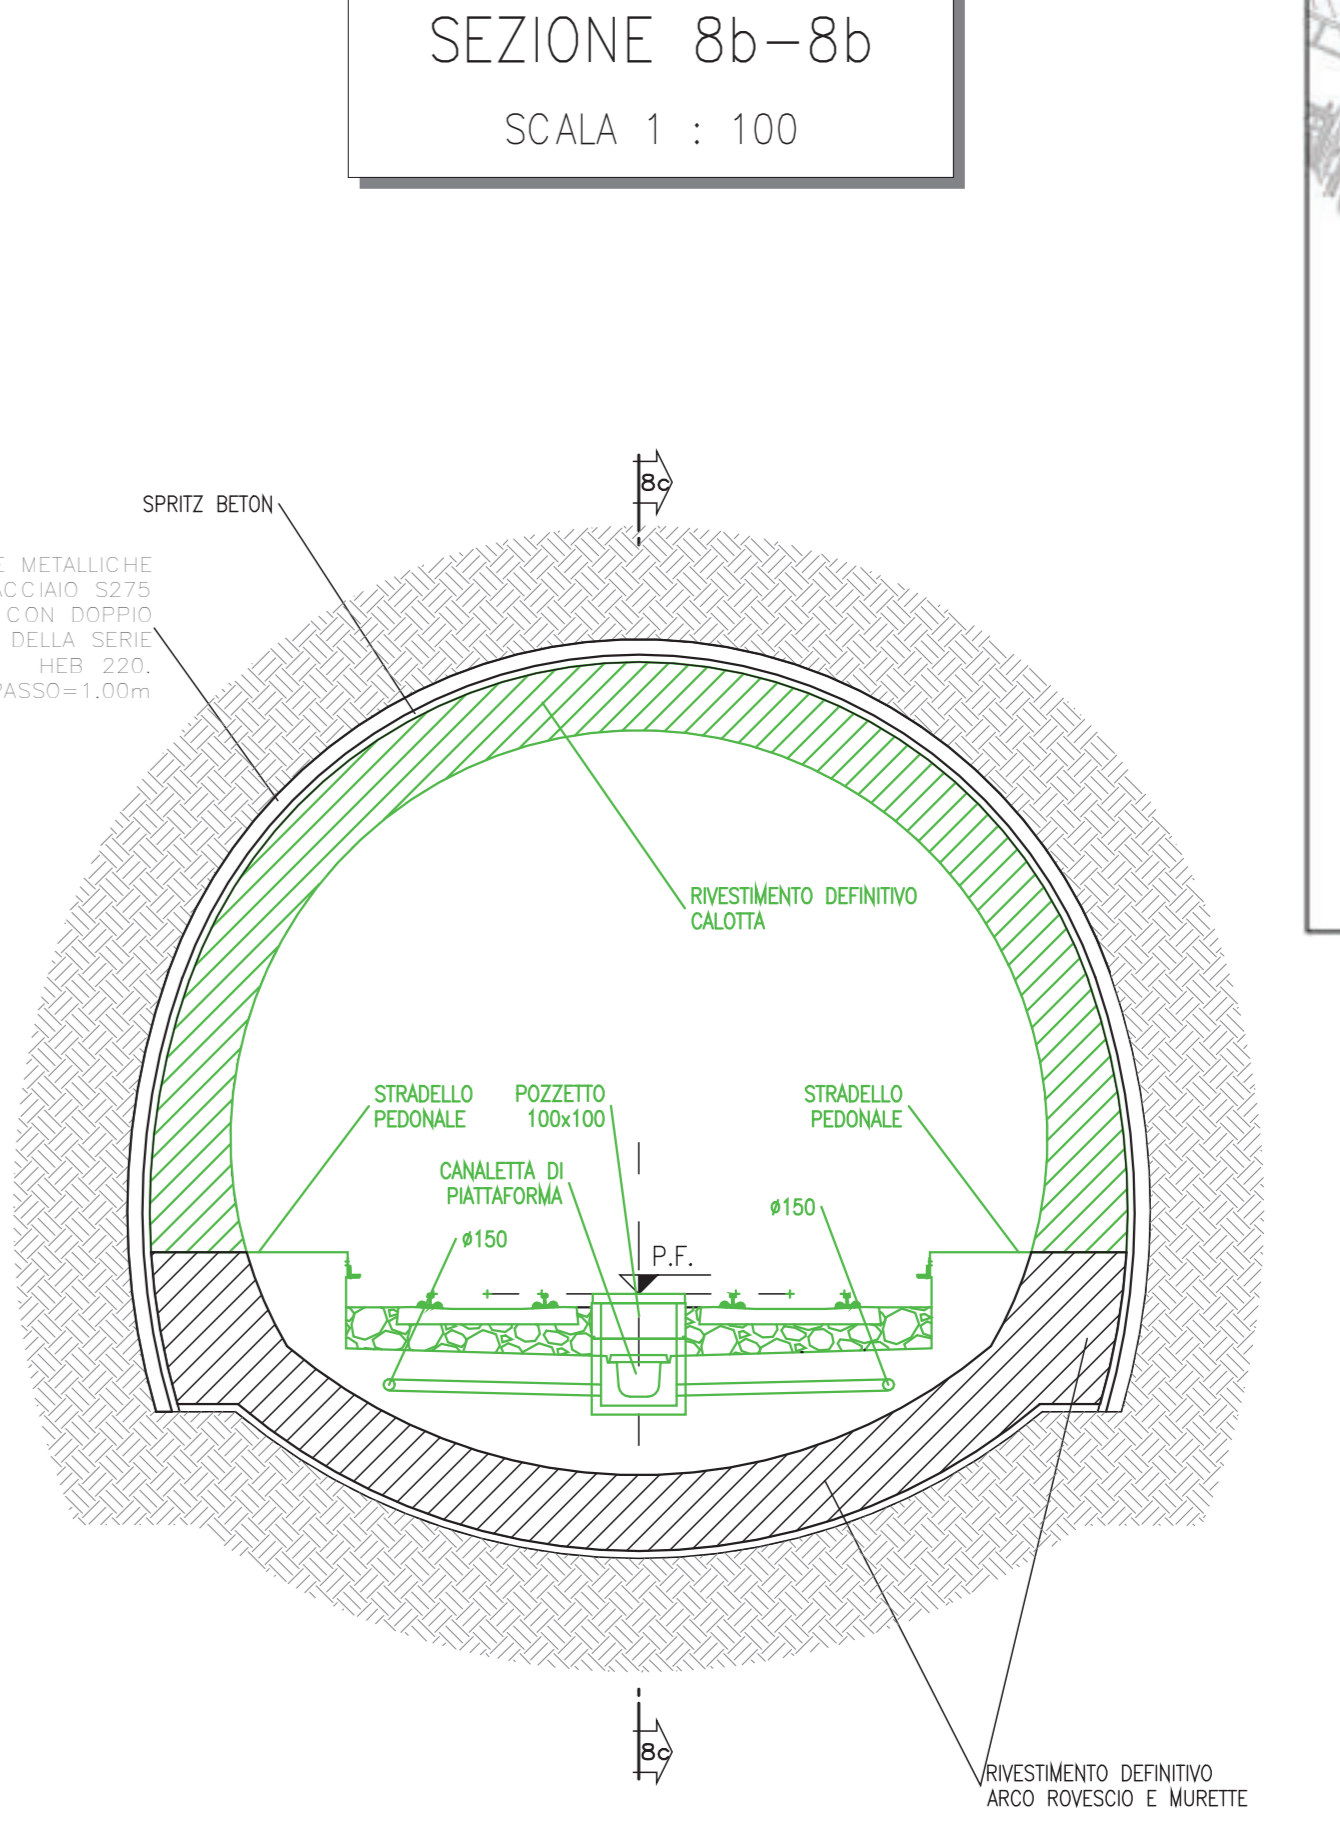 SEZIONE 8b-8b
SCALA 1 : 100
8c
SPRITZ BETON
METALLICHE
ACCIAIO S275
CON DOPPIO
DELLA SERIE
HEB 220.
PASSO=1.00m
RIVESTIMENTO DEFINITIVO
CALOTTA
STRADELLO
PEDONALE
POZZETTO
100x100
STRADELLO
PEDONALE
CANALETTA DI
PIATTAFORMA
ø150
ø150
P.F.
8c
RIVESTIMENTO DEFINITIVO
ARCO ROVESCIO E MURETTE